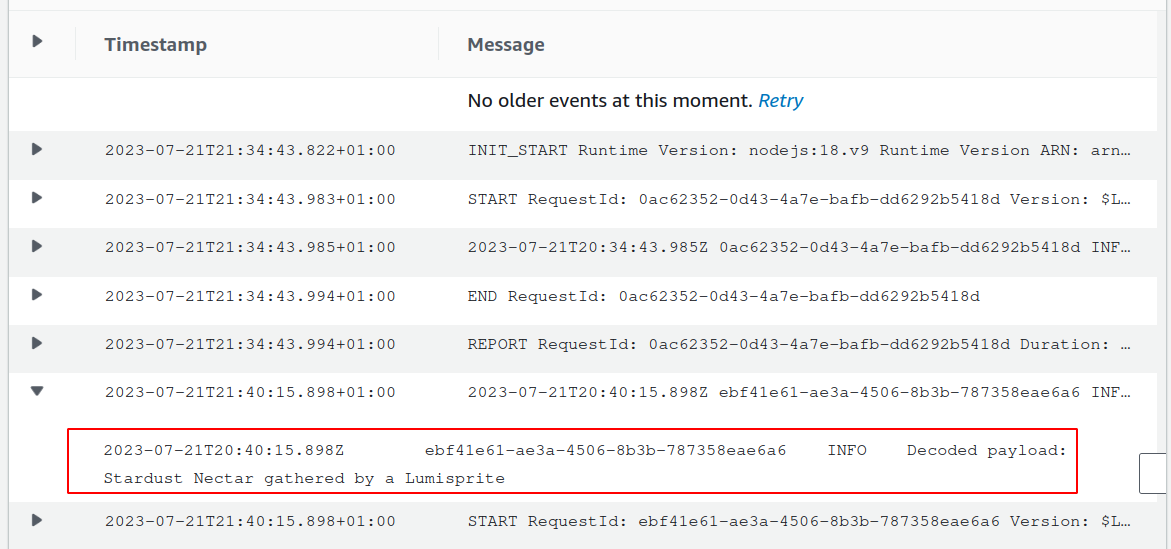 Timestamp Message
No older events at this moment. Retry
2023-07-21T21:34:43.822+01:00 INIT_START Runtime Version: nodejs:18.v9 Runtime Version ARN: arn…
2023-07-21T21:34:43.983+01:00 START RequestId: 0ac62352-0d43-4a7e-bafb-dd6292b5418d Version: $L…
2023-07-21T21:34:43.985+01:00 2023-07-21T20:34:43.985Z 0ac62352-0d43-4a7e-bafb-dd6292b5418d INF…
2023-07-21T21:34:43.994+01:00 END RequestId: 0ac62352-0d43-4a7e-bafb-dd6292b5418d
2023-07-21T21:34:43.994+01:00 REPORT RequestId: 0ac62352-0d43-4a7e-bafb-dd6292b5418d Duration: …
2023-07-21T21:40:15.898+01:00 2023-07-21T20:40:15.898Z ebf41e61-ae3a-4506-8b3b-787358eae6a6 INF…
2023-07-21T20:40:15.898Z ebf41e61-ae3a-4506-8b3b-787358eae6a6 INFO Decoded payload:
Stardust Nectar gathered by a Lumisprite
2023-07-21T21:40:15.898+01:00 START RequestId: ebf41e61-ae3a-4506-8b3b-787358eae6a6 Version: $L…